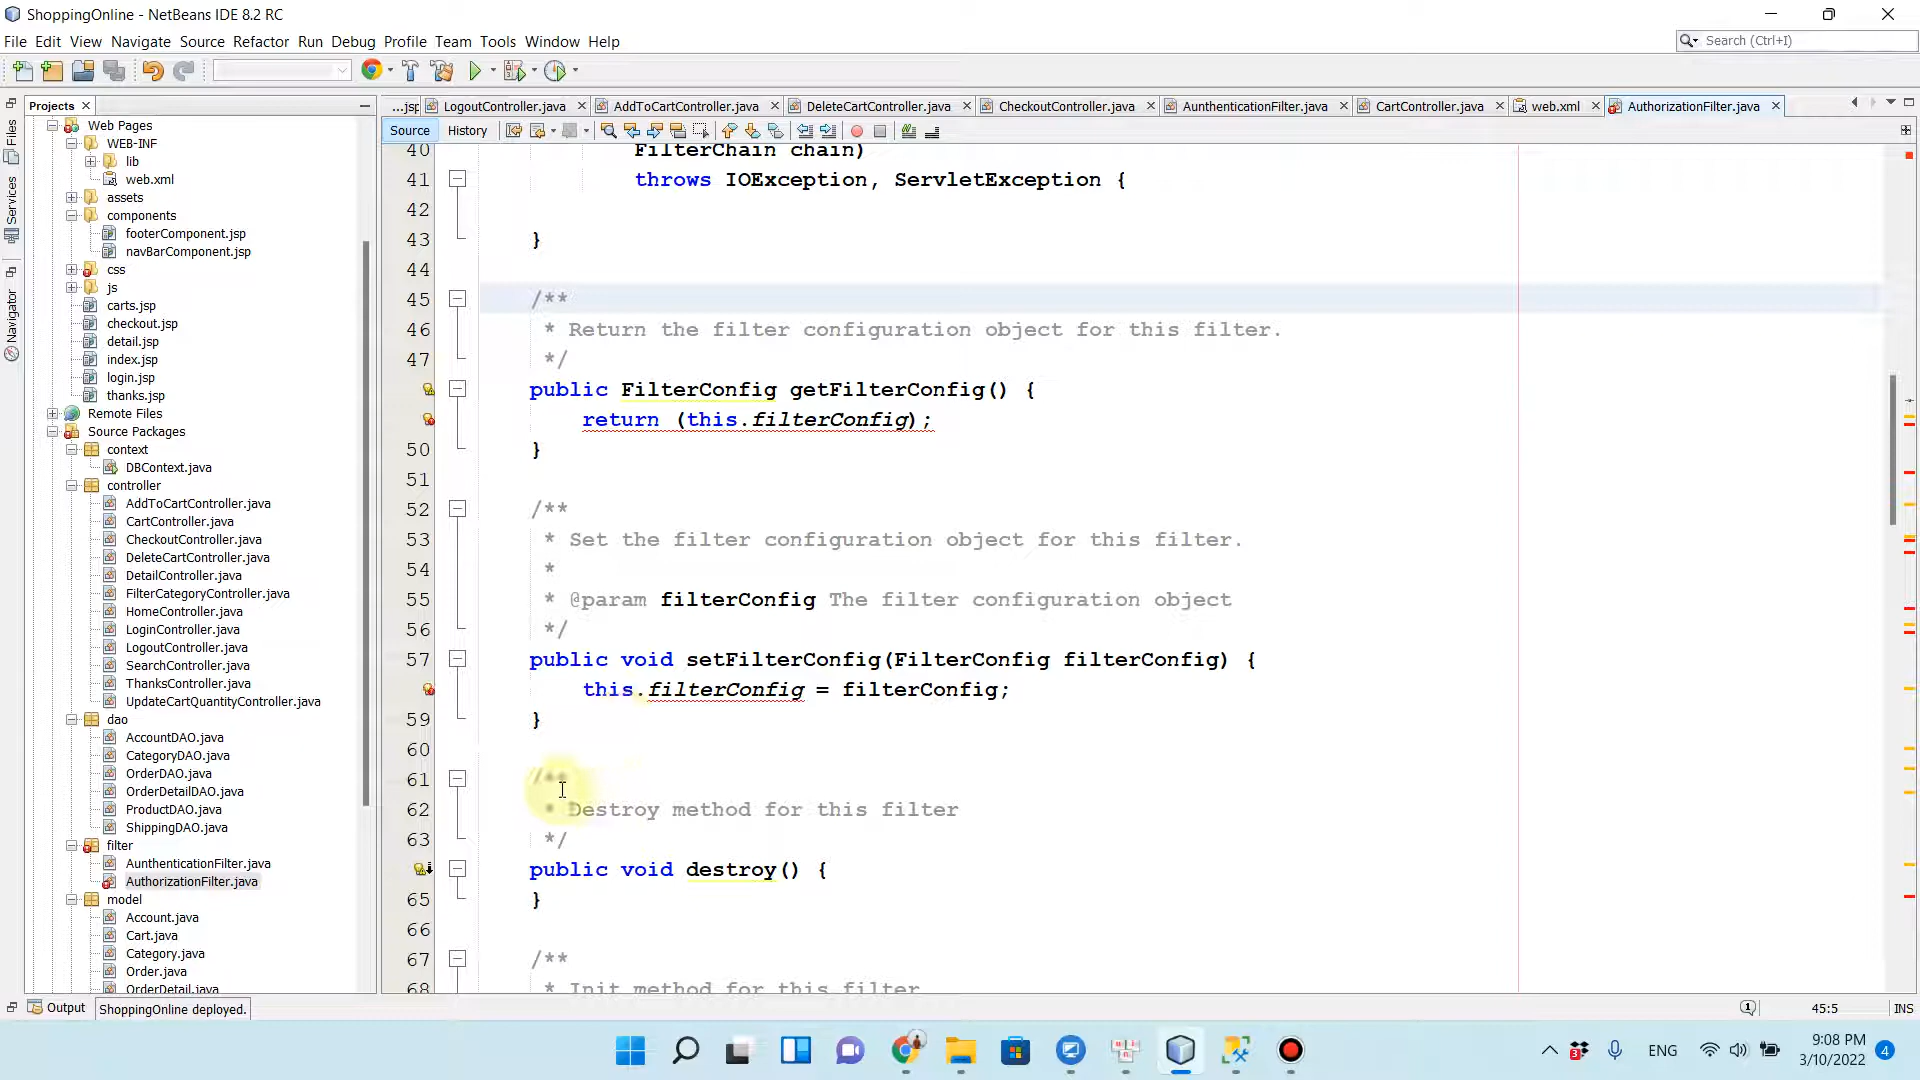 ShoppingOnline - NetBeans IDE 8.2 RC
File Edit View Navigate Source Refactor Run Debug Profile Team Tools Window Help
Search (Ctrl+I)
Projects
...jsp LogoutController.java AddToCartController.java DeleteCartController.java CheckoutController.java AunthenticationFilter.java CartController.java web.xml AuthorizationFilter.java
Source History
Files
Services
Navigator
Web Pages
WEB-INF
lib
web.xml
assets
components
footerComponent.jsp
navBarComponent.jsp
css
js
carts.jsp
checkout.jsp
detail.jsp
index.jsp
login.jsp
thanks.jsp
Remote Files
Source Packages
context
DBContext.java
controller
AddToCartController.java
CartController.java
CheckoutController.java
DeleteCartController.java
DetailController.java
FilterCategoryController.java
HomeController.java
LoginController.java
LogoutController.java
SearchController.java
ThanksController.java
UpdateCartQuantityController.java
dao
AccountDAO.java
CategoryDAO.java
OrderDAO.java
OrderDetailDAO.java
ProductDAO.java
ShippingDAO.java
filter
AunthenticationFilter.java
AuthorizationFilter.java
model
Account.java
Cart.java
Category.java
Order.java
OrderDetail.java
40 FilterChain chain)
41 throws IOException, ServletException {
42
43 }
44
45 /**
46 * Return the filter configuration object for this filter.
47 */
public FilterConfig getFilterConfig() {
return (this.filterConfig);
50 }
51
52 /**
53 * Set the filter configuration object for this filter.
54 *
55 * @param filterConfig The filter configuration object
56 */
57 public void setFilterConfig(FilterConfig filterConfig) {
this.filterConfig = filterConfig;
59 }
60
61 /**
62 * Destroy method for this filter
63 */
public void destroy() {
65 }
66
67 /**
68 * Init method for this filter
Output ShoppingOnline deployed. 45:5 INS
ENG 9:08 PM
3/10/2022 4